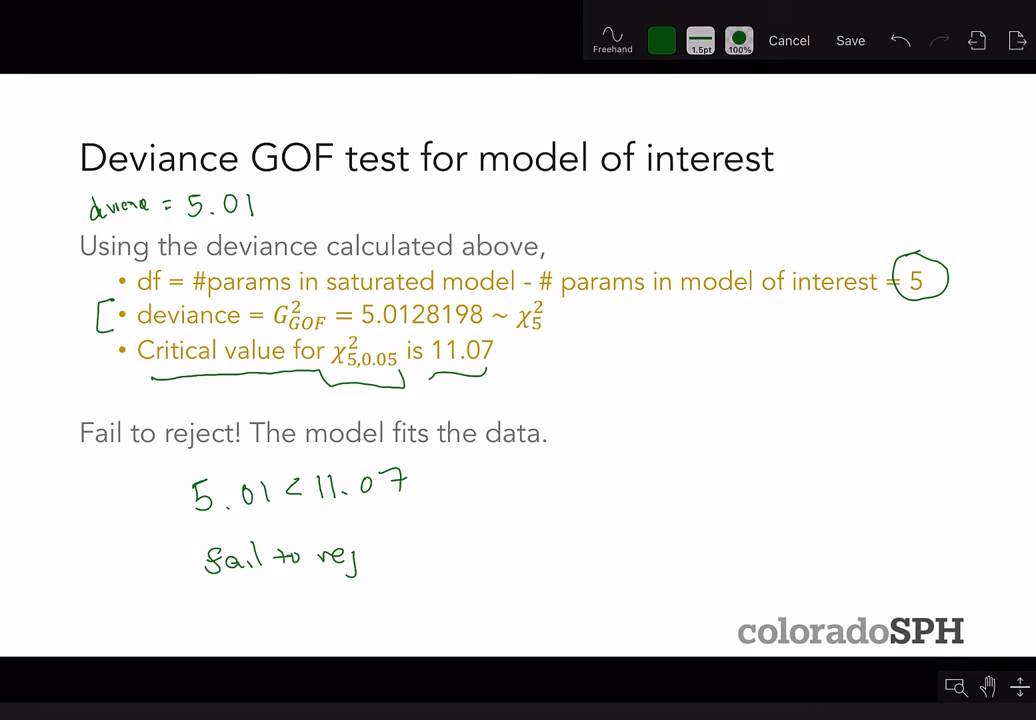 Freehand
1.5pt
100%
Cancel
Save
Deviance GOF test for model of interest
deviance = 5.01
Using the deviance calculated above,
• df = #params in saturated model - # params in model of interest = 5
• deviance = G²_GOF = 5.0128198 ~ χ²_5
• Critical value for χ²_5,0.05 is 11.07
Fail to reject! The model fits the data.
5.01 < 11.07
fail to rej
coloradoSPH